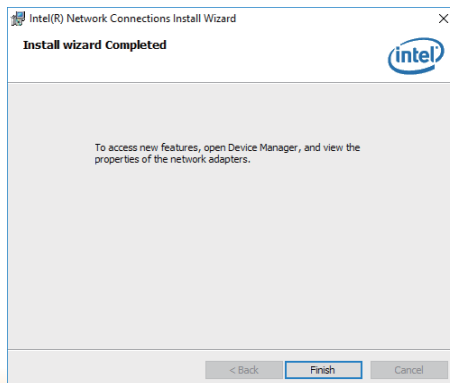 Intel(R) Network Connections Install Wizard
Install wizard Completed
intel
To access new features, open Device Manager, and view the
properties of the network adapters.
< Back
Finish
Cancel